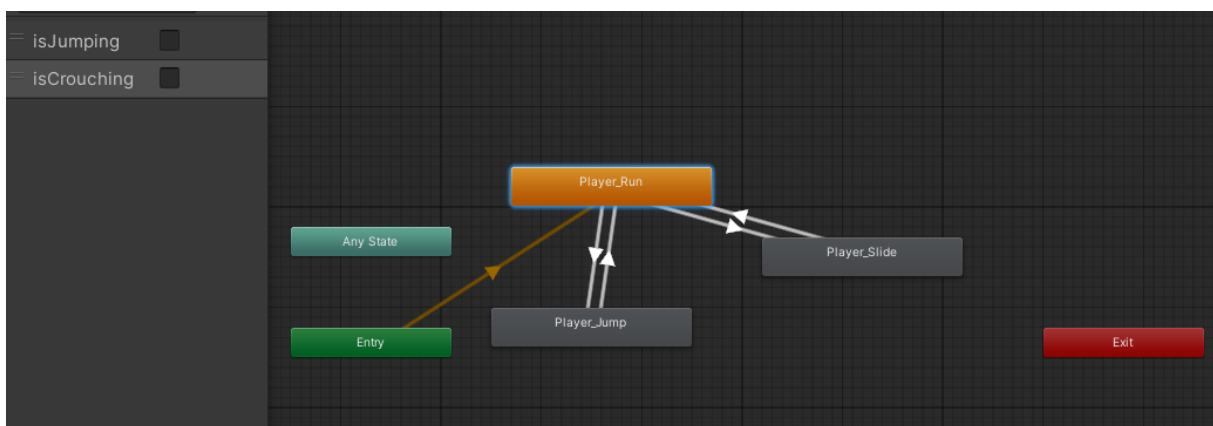 isJumping
isCrouching
Player_Run
Any State
Player_Slide
Player_Jump
Entry
Exit